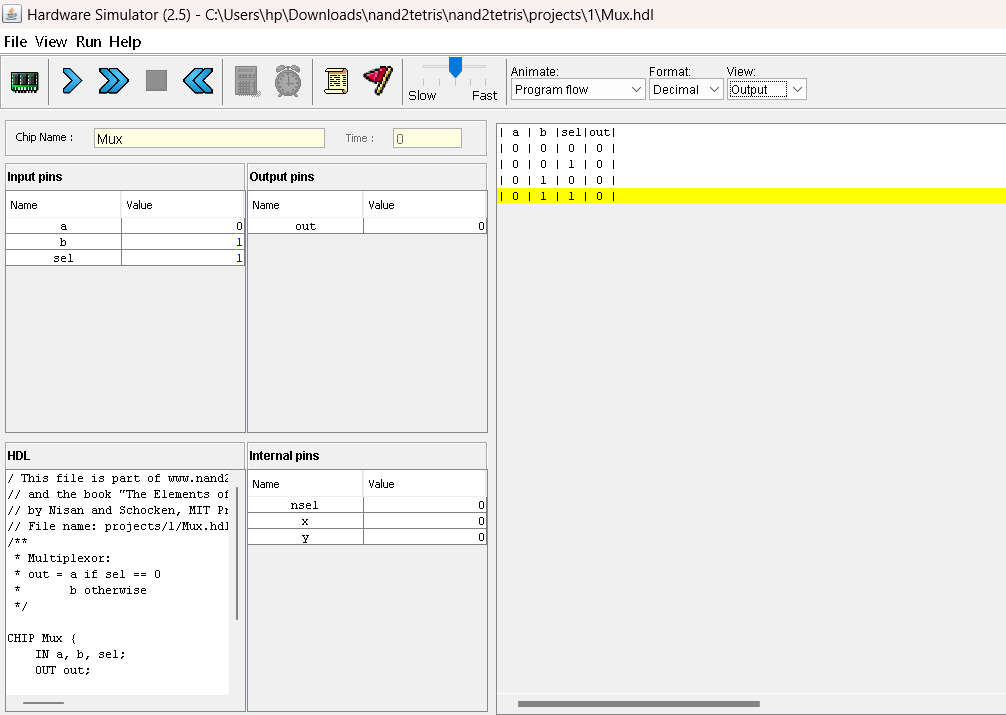 Hardware Simulator (2.5) - C:\Users\hp\Downloads\nand2tetris\nand2tetris\projects\1\Mux.hdl
File View Run Help
Slow Fast
Animate: Format: View:
Program flow Decimal Output
Chip Name : Mux Time : 0
Input pins
Name Value
a 0
b 1
sel 1
Output pins
Name Value
out 0
HDL
/ This file is part of www.nand2
// and the book "The Elements of
// by Nisan and Schocken, MIT Pr
// File name: projects/1/Mux.hdl
/**
* Multiplexor:
* out = a if sel == 0
* b otherwise
*/
CHIP Mux {
IN a, b, sel;
OUT out;
Internal pins
Name Value
nsel 0
x 0
y 0
| a | b |sel|out|
| 0 | 0 | 0 | 0 |
| 0 | 0 | 1 | 0 |
| 0 | 1 | 0 | 0 |
| 0 | 1 | 1 | 0 |